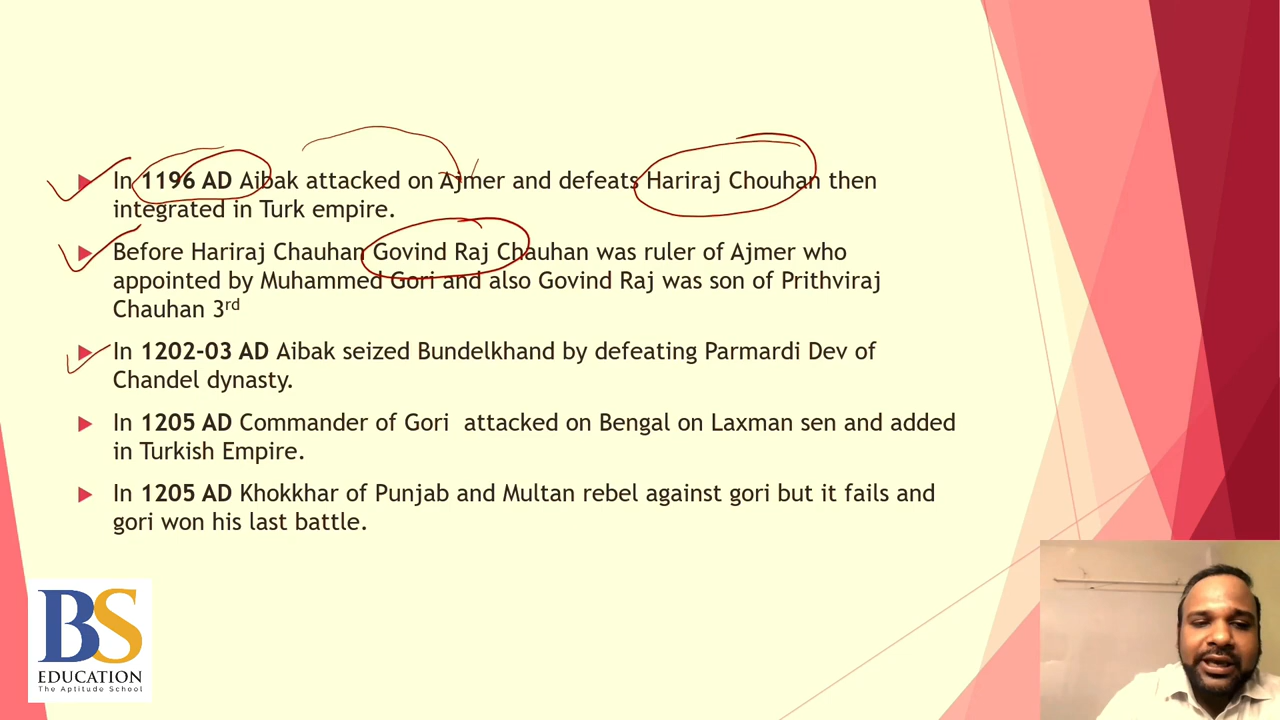 In 1196 AD Aibak attacked on Ajmer and defeats Hariraj Chouhan then
integrated in Turk empire.
Before Hariraj Chauhan Govind Raj Chauhan was ruler of Ajmer who
appointed by Muhammed Gori and also Govind Raj was son of Prithviraj
Chauhan 3rd
In 1202-03 AD Aibak seized Bundelkhand by defeating Parmardi Dev of
Chandel dynasty.
In 1205 AD Commander of Gori  attacked on Bengal on Laxman sen and added
in Turkish Empire.
In 1205 AD Khokkhar of Punjab and Multan rebel against gori but it fails and
gori won his last battle.
BS
EDUCATION
The Aptitude School